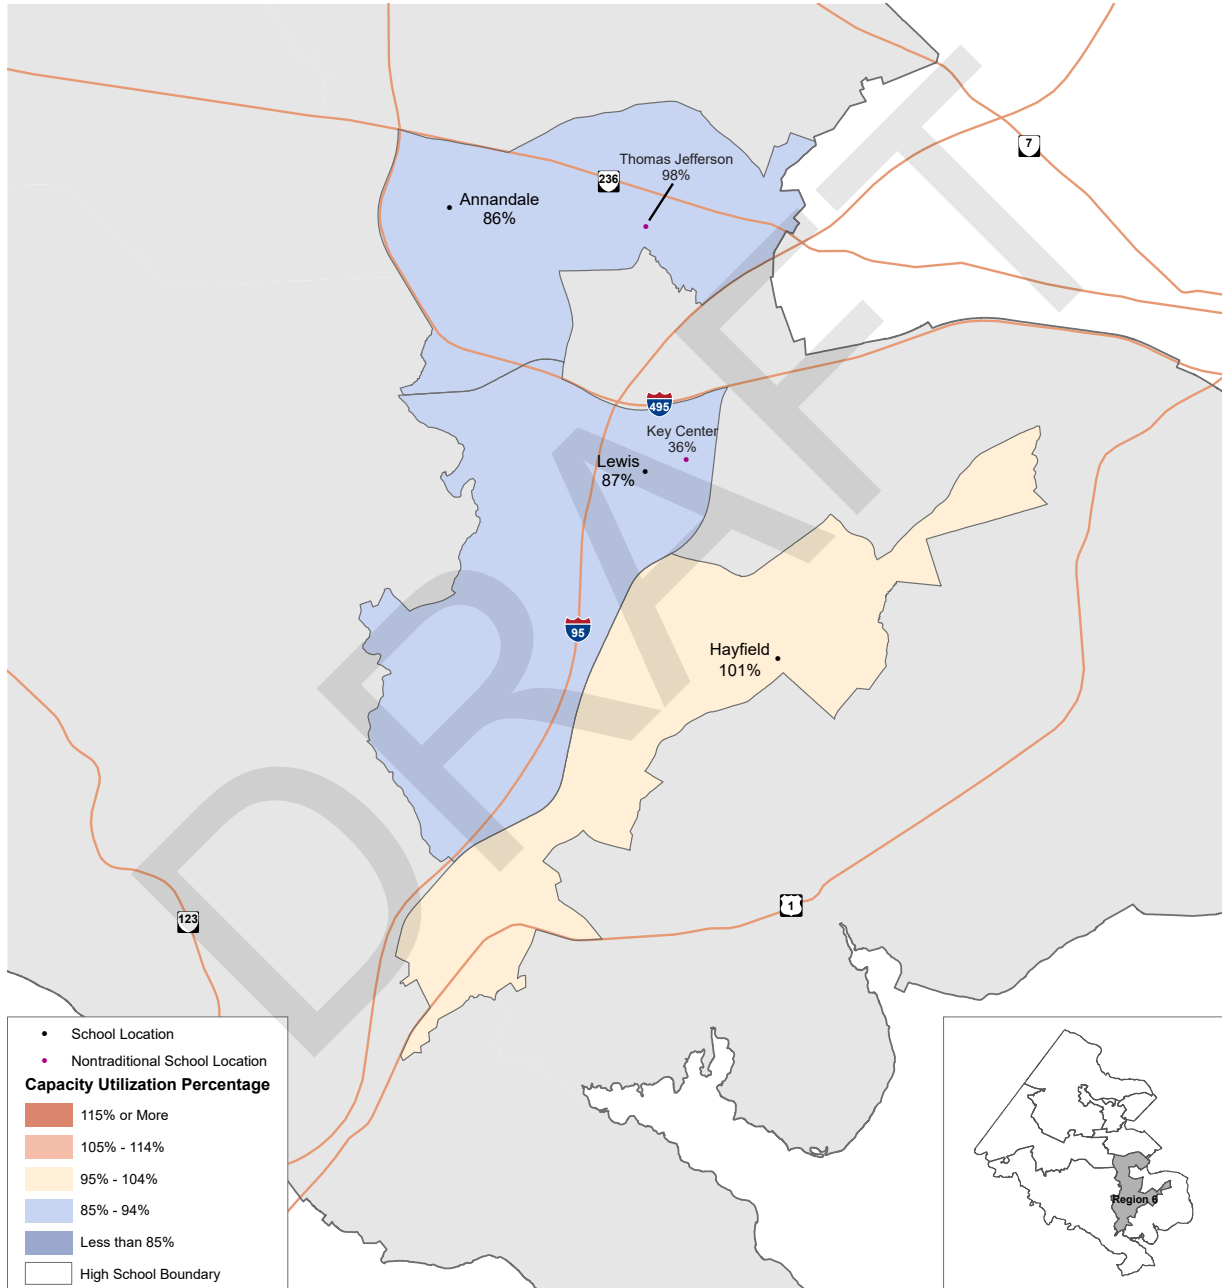 7
Thomas Jefferson
98%
236
Annandale
86%
495
Key Center
36%
Lewis
87%
95
Hayfield
101%
1
123
DRAFT
School Location
Nontraditional School Location
Capacity Utilization Percentage
115% or More
105% - 114%
95% - 104%
85% - 94%
Less than 85%
High School Boundary
Region 6